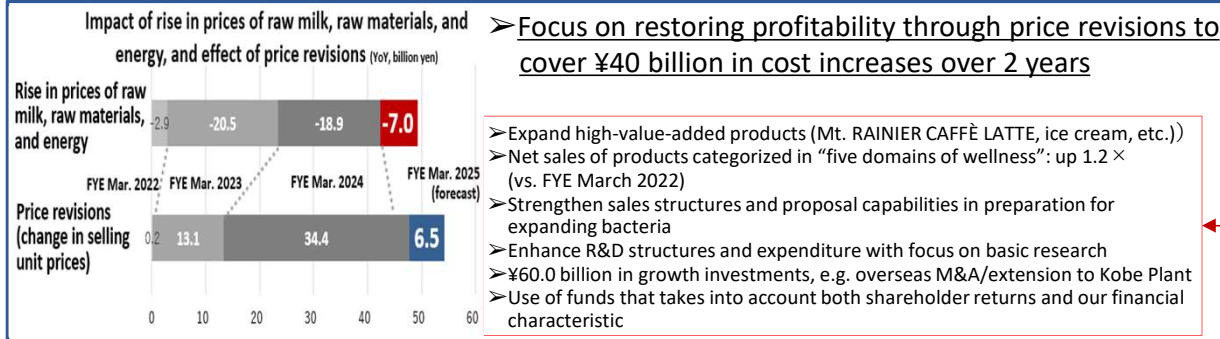 Impact of rise in prices of raw milk, raw materials, and
energy, and effect of price revisions (YoY, billion yen)
Rise in prices of raw
milk, raw materials,
and energy
-2.9
-20.5
-18.9
-7.0
FYE Mar. 2022
FYE Mar. 2023
FYE Mar. 2024
FYE Mar. 2025
(forecast)
Price revisions
(change in selling
unit prices)
0.2
13.1
34.4
6.5
0 10 20 30 40 50 60
➢Focus on restoring profitability through price revisions to
cover ¥40 billion in cost increases over 2 years
➢Expand high-value-added products (Mt. RAINIER CAFFÈ LATTE, ice cream, etc.)）
➢Net sales of products categorized in “five domains of wellness”: up 1.2×
(vs. FYE March 2022)
➢Strengthen sales structures and proposal capabilities in preparation for
expanding bacteria
➢Enhance R&D structures and expenditure with focus on basic research
➢¥60.0 billion in growth investments, e.g. overseas M&A/extension to Kobe Plant
➢Use of funds that takes into account both shareholder returns and our financial
characteristic